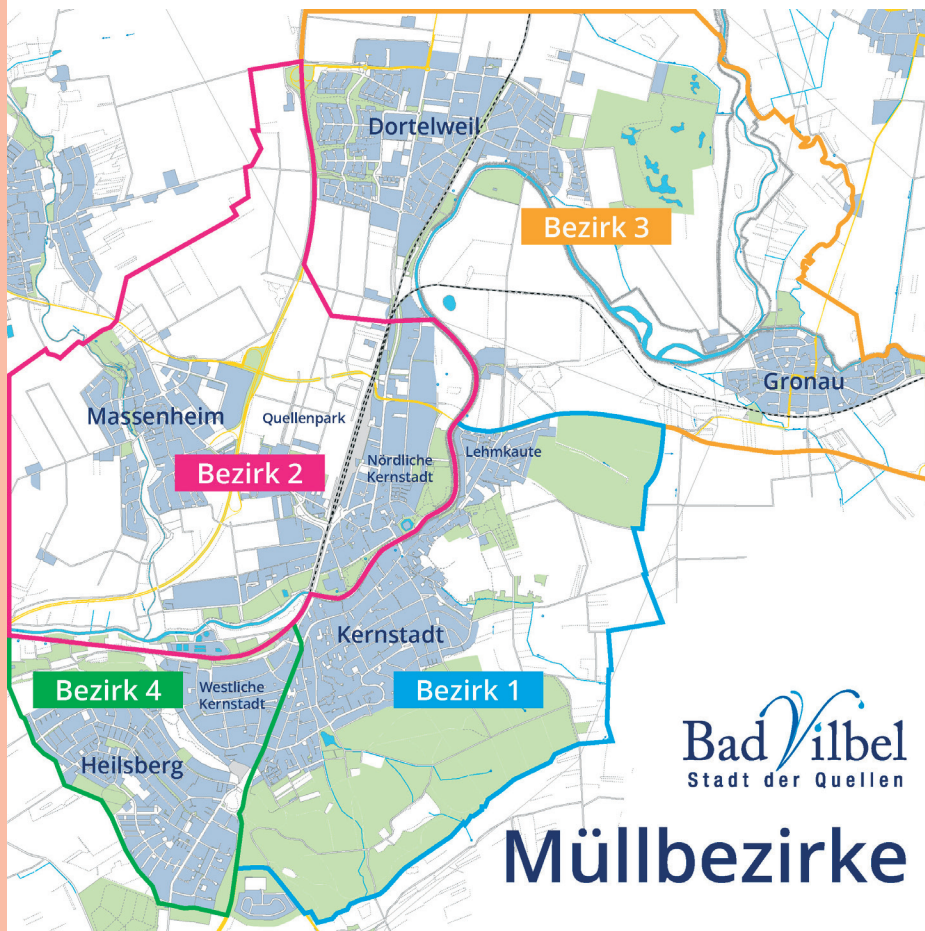 Dortelweil
Bezirk 3
Gronau
Massenheim
Quellenpark
Lehmkaute
Nördliche
Kernstadt
Bezirk 2
Kernstadt
Bezirk 4
Westliche
Kernstadt
Bezirk 1
Heilsberg
Bad Vilbel
Stadt der Quellen
Müllbezirke